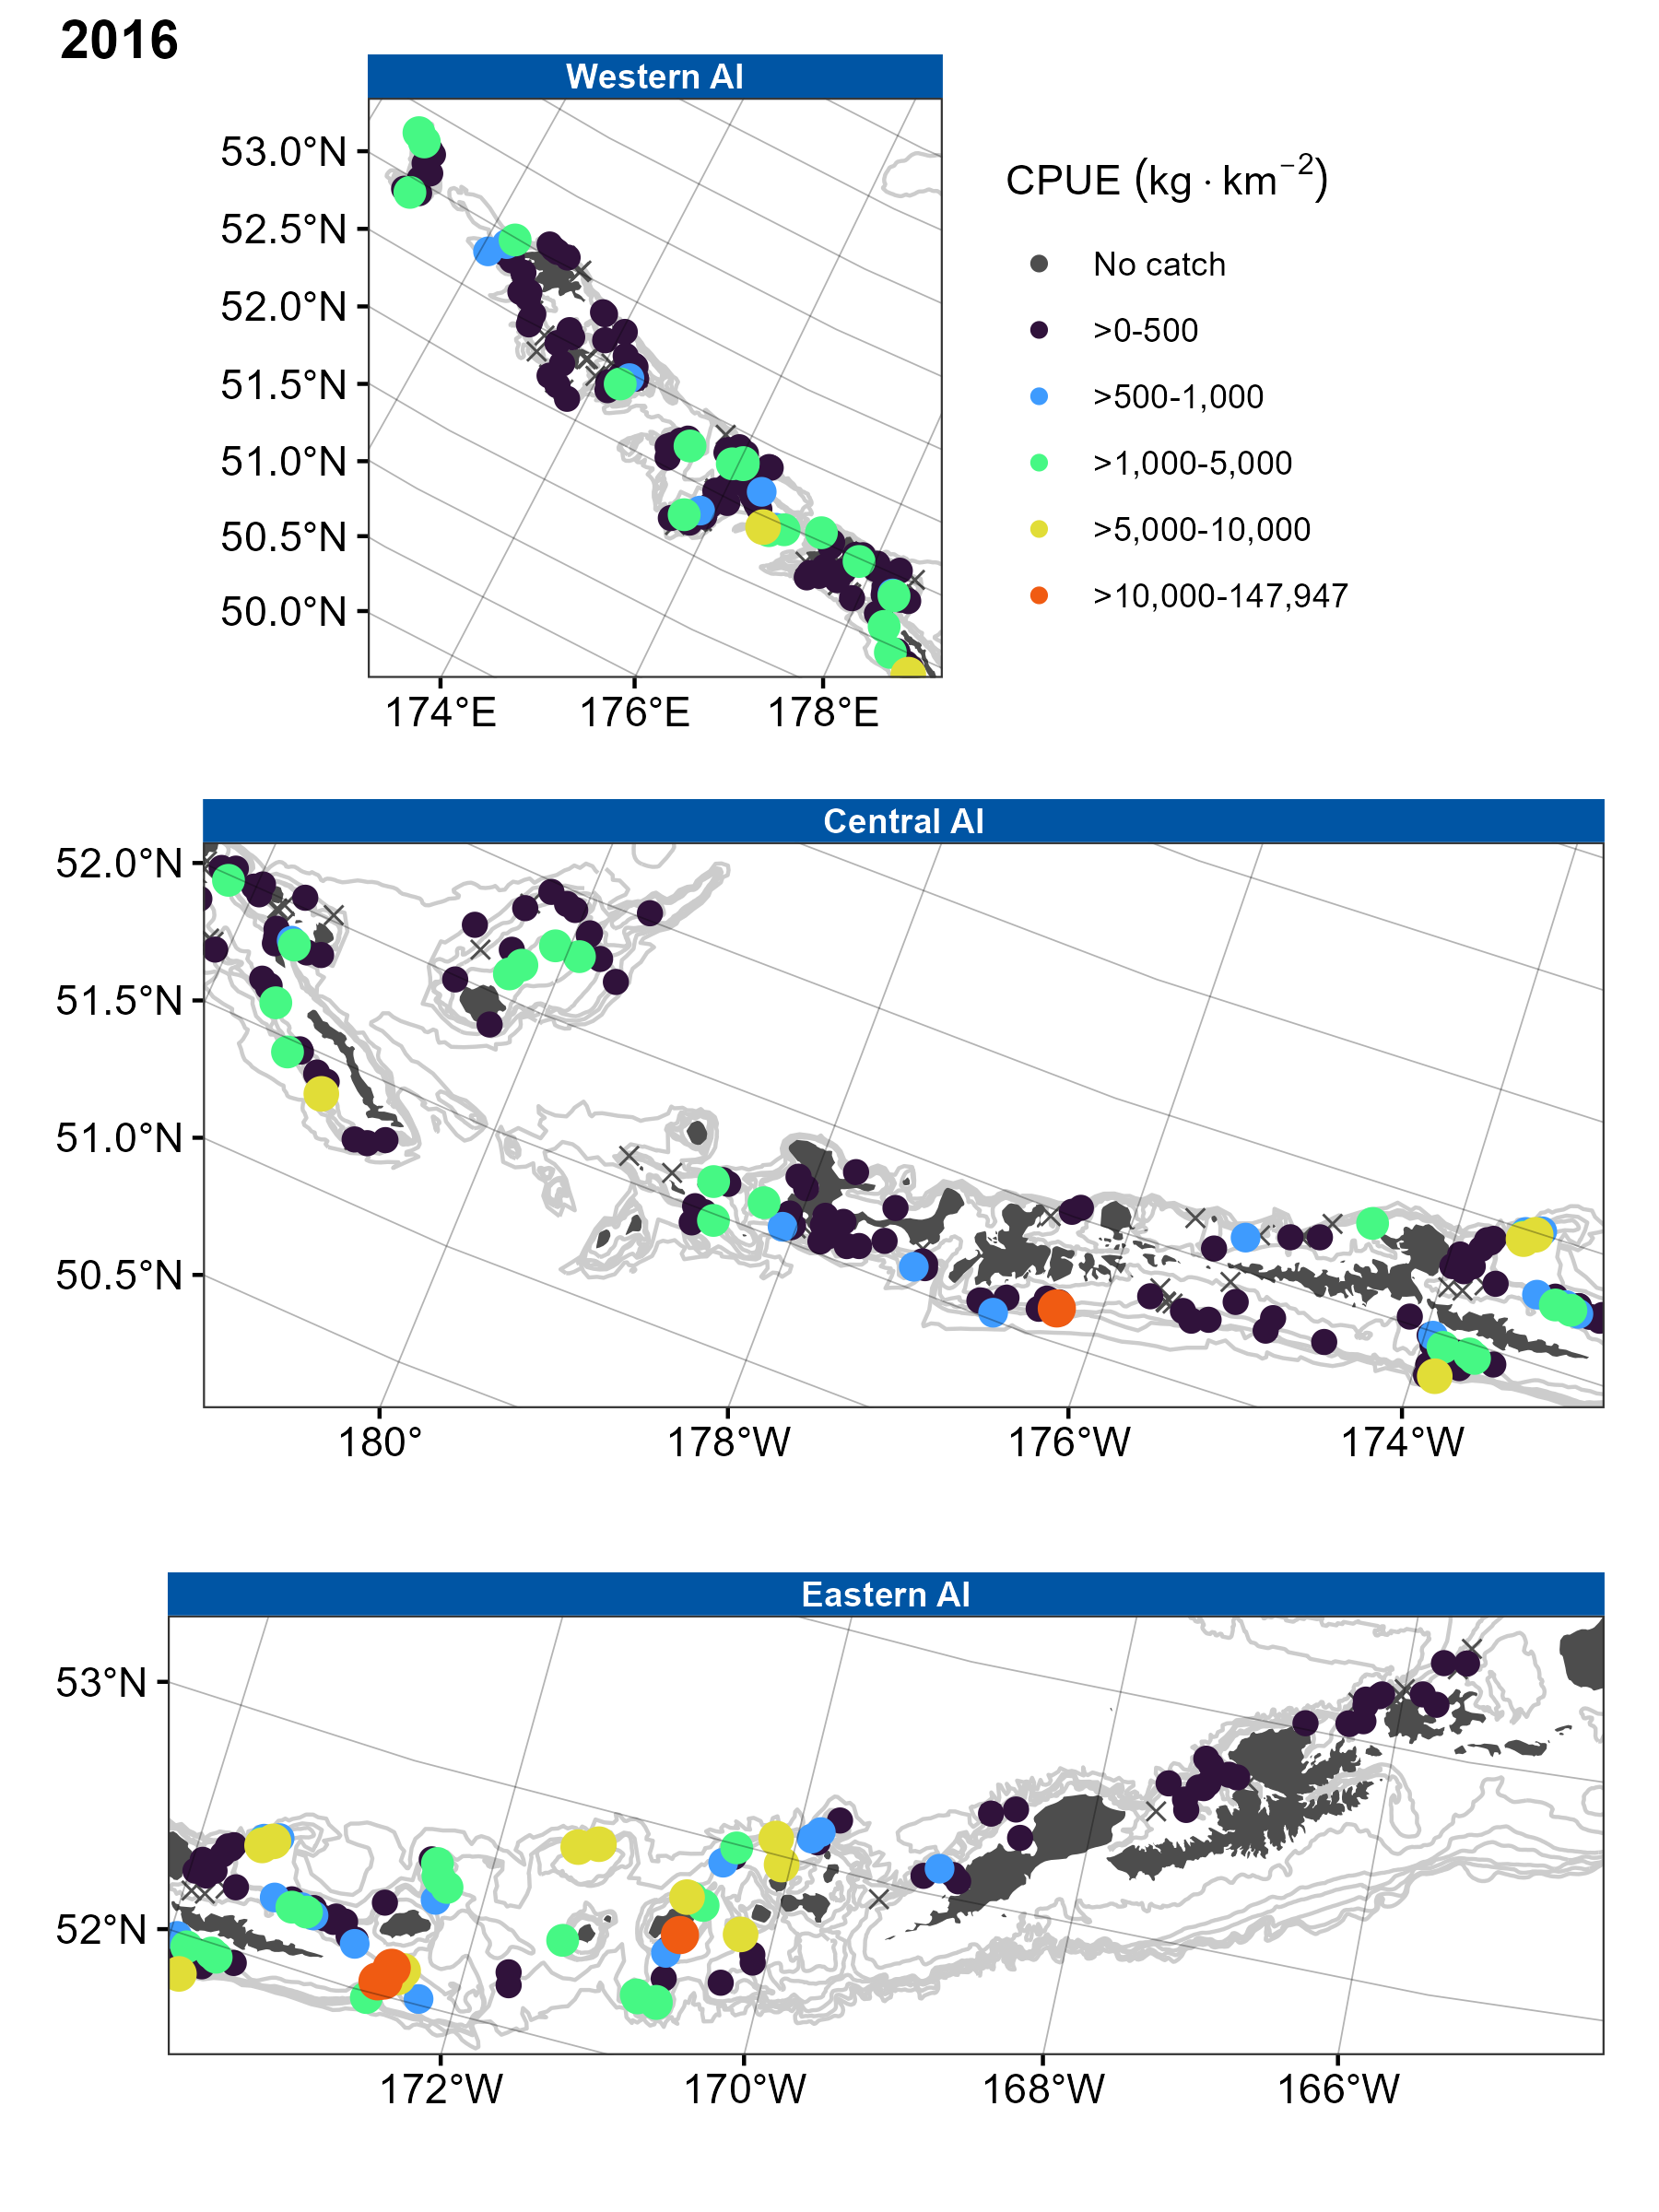 2016
Western AI
53.0°N
52.5°N
52.0°N
51.5°N
51.0°N
50.5°N
50.0°N
174°E 176°E 178°E
CPUE (kg · km⁻²)
No catch
>0-500
>500-1,000
>1,000-5,000
>5,000-10,000
>10,000-147,947
Central AI
52.0°N
51.5°N
51.0°N
50.5°N
180° 178°W 176°W 174°W
Eastern AI
53°N
52°N
172°W 170°W 168°W 166°W